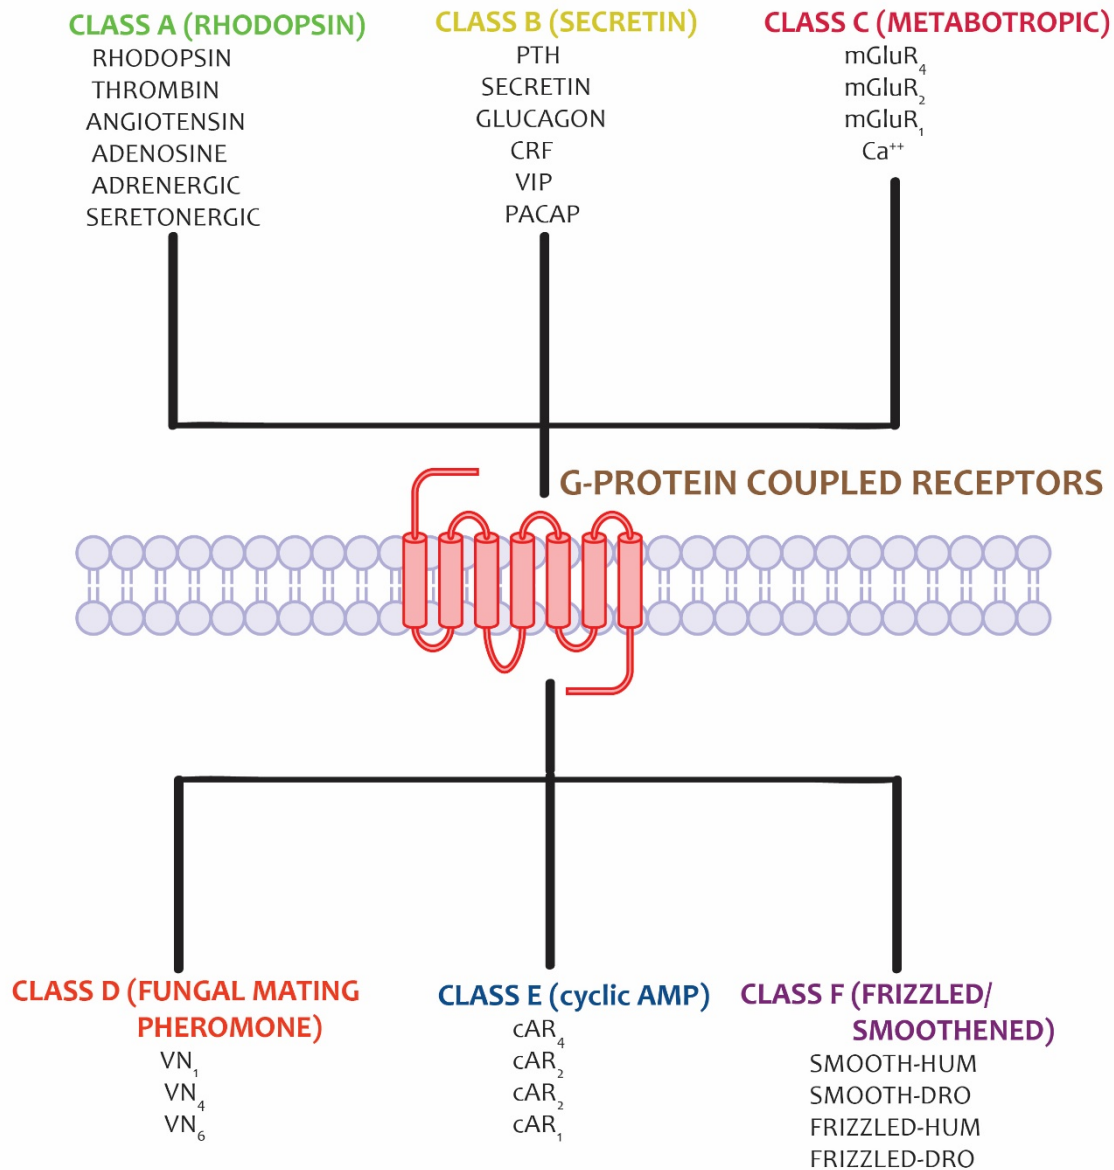 CLASS A (RHODOPSIN)
RHODOPSIN
THROMBIN
ANGIOTENSIN
ADENOSINE
ADRENERGIC
SERETONERGIC
CLASS B (SECRETIN)
PTH
SECRETIN
GLUCAGON
CRF
VIP
PACAP
CLASS C (METABOTROPIC)
mGluR₄
mGluR₂
mGluR₁
Ca⁺⁺
G-PROTEIN COUPLED RECEPTORS
CLASS D (FUNGAL MATING
PHEROMONE)
VN₁
VN₄
VN₆
CLASS E (cyclic AMP)
cAR₄
cAR₂
cAR₂
cAR₁
CLASS F (FRIZZLED/
SMOOTHENED)
SMOOTH-HUM
SMOOTH-DRO
FRIZZLED-HUM
FRIZZLED-DRO